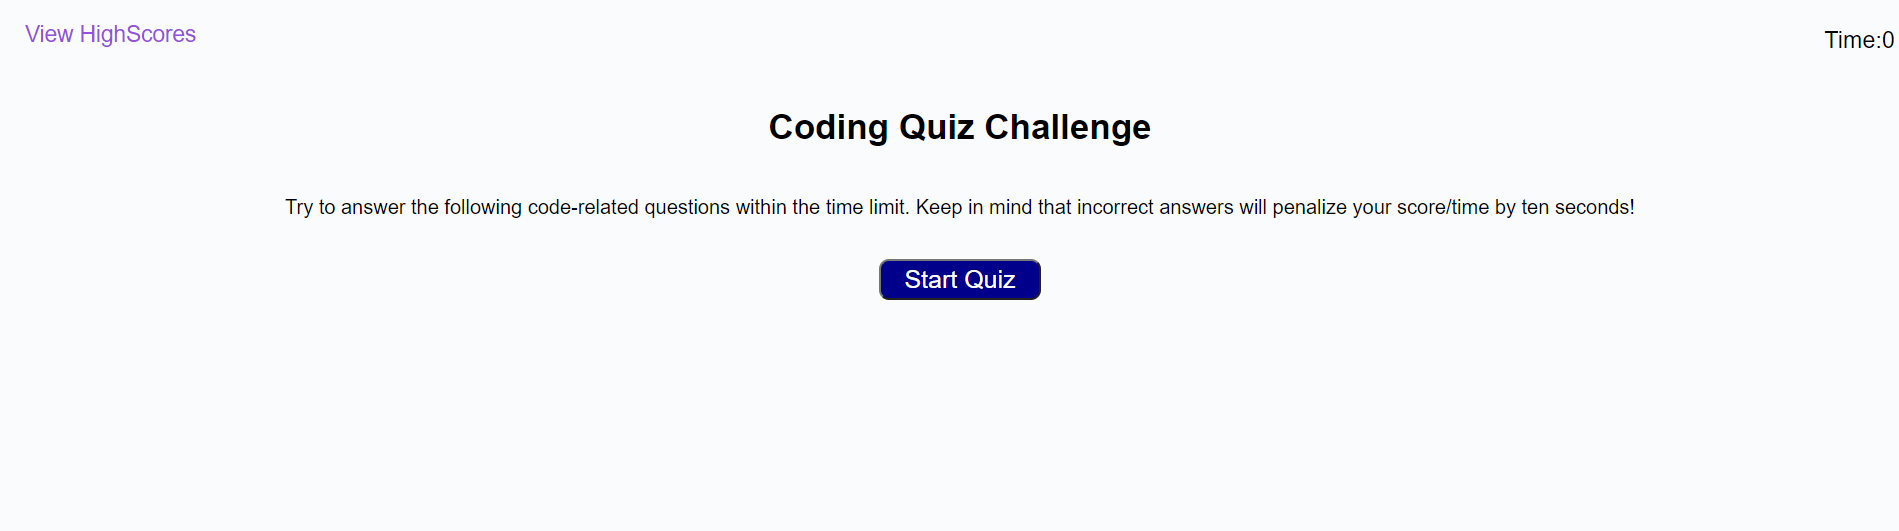 View HighScores
Time:0
Coding Quiz Challenge
Try to answer the following code-related questions within the time limit. Keep in mind that incorrect answers will penalize your score/time by ten seconds!
Start Quiz